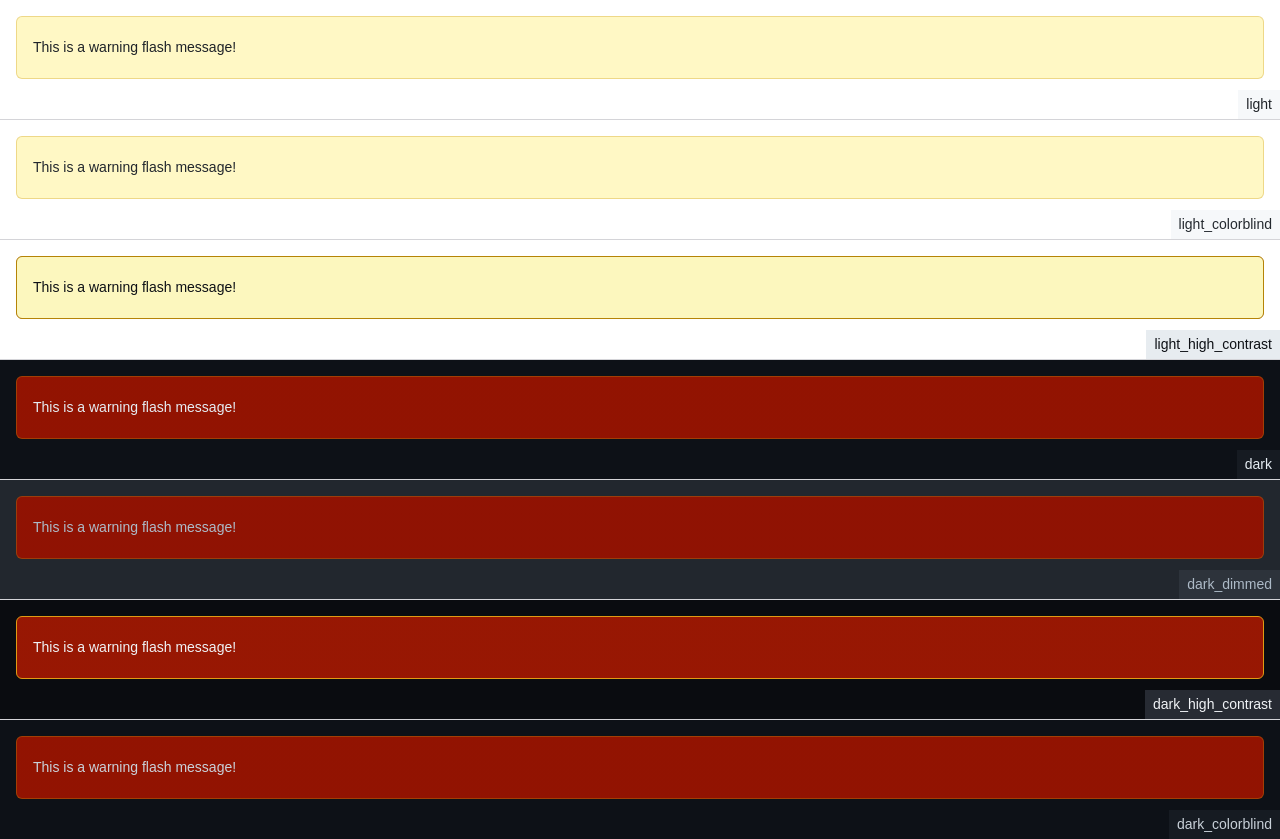 This is a warning flash message!
light
This is a warning flash message!
light_colorblind
This is a warning flash message!
light_high_contrast
This is a warning flash message!
dark
This is a warning flash message!
dark_dimmed
This is a warning flash message!
dark_high_contrast
This is a warning flash message!
dark_colorblind